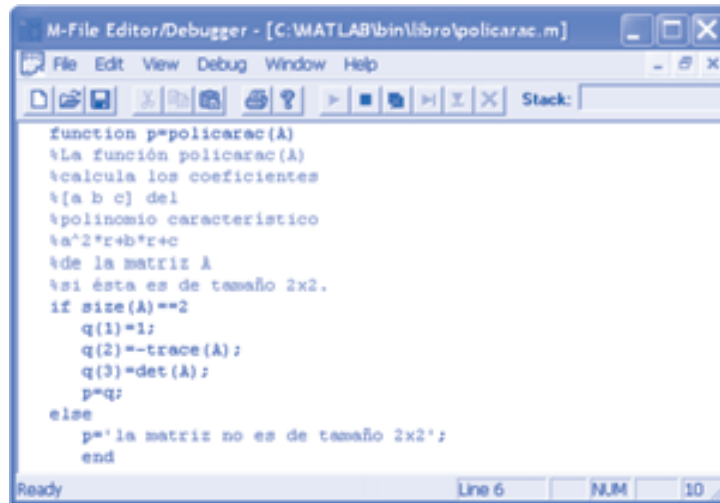 M-File Editor/Debugger - [C:\MATLAB\bin\libro\policarac.m]
File Edit View Debug Window Help
Stack:
function p=policarac(A)
%La función policarac(A)
%calcula los coeficientes
%[a b c] del
%polinomio característico
%a^2*r+b*r+c
%de la matriz A
%si ésta es de tamaño 2x2.
if size(A)==2
q(1)=1;
q(2)=-trace(A);
q(3)=det(A);
p=q;
else
p='la matriz no es de tamaño 2x2';
end
Ready Line 6 NUM 10